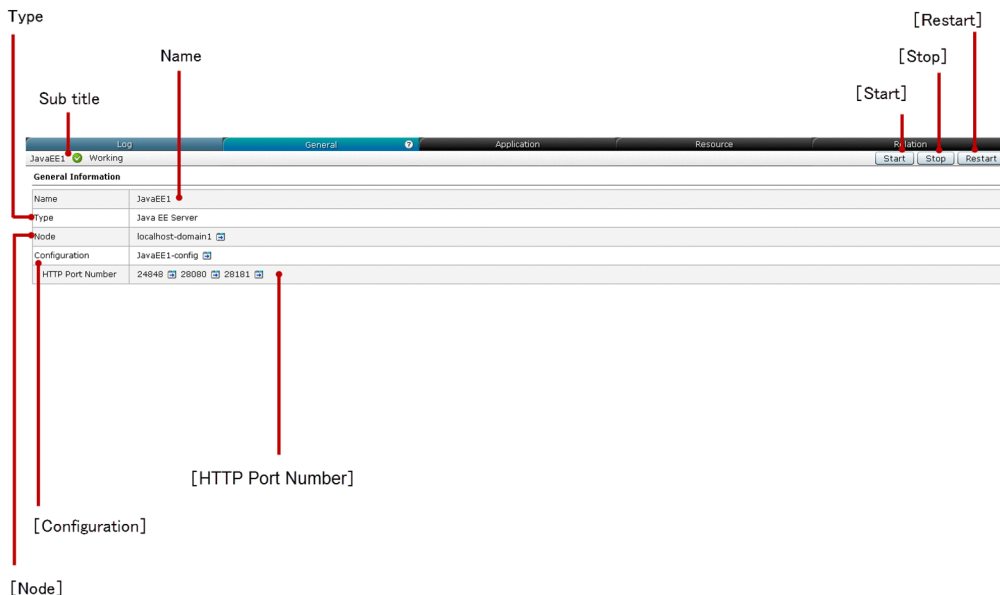 Type
[Restart]
Name
[Stop]
[Start]
Sub title
Log General ? Application Resource Relation
JavaEE1 Working Start Stop Restart
General Information
Name JavaEE1
Type Java EE Server
Node localhost-domain1
Configuration JavaEE1-config
HTTP Port Number 24848 28080 28181
[HTTP Port Number]
[Configuration]
[Node]